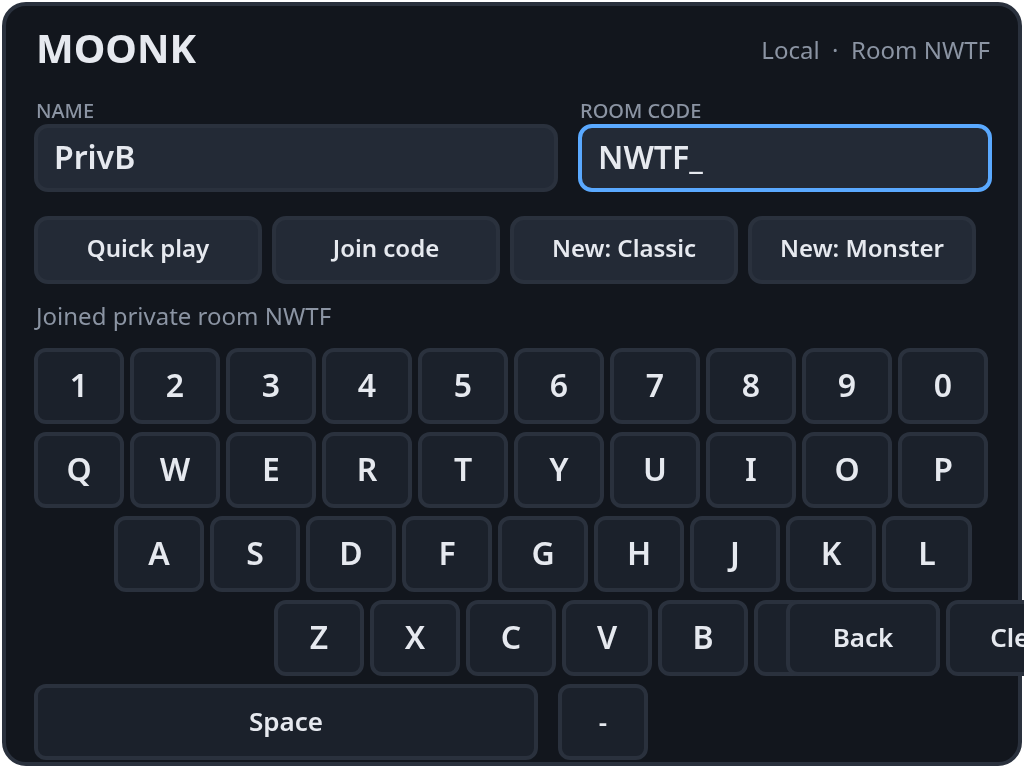 MOONK
Local · Room NWTF
NAME
ROOM CODE
PrivB
NWTF_
Quick play Join code New: Classic New: Monster
Joined private room NWTF
1 2 3 4 5 6 7 8 9 0
Q W E R T Y U I O P
A S D F G H J K L
Z X C V B Back Cle
Space -